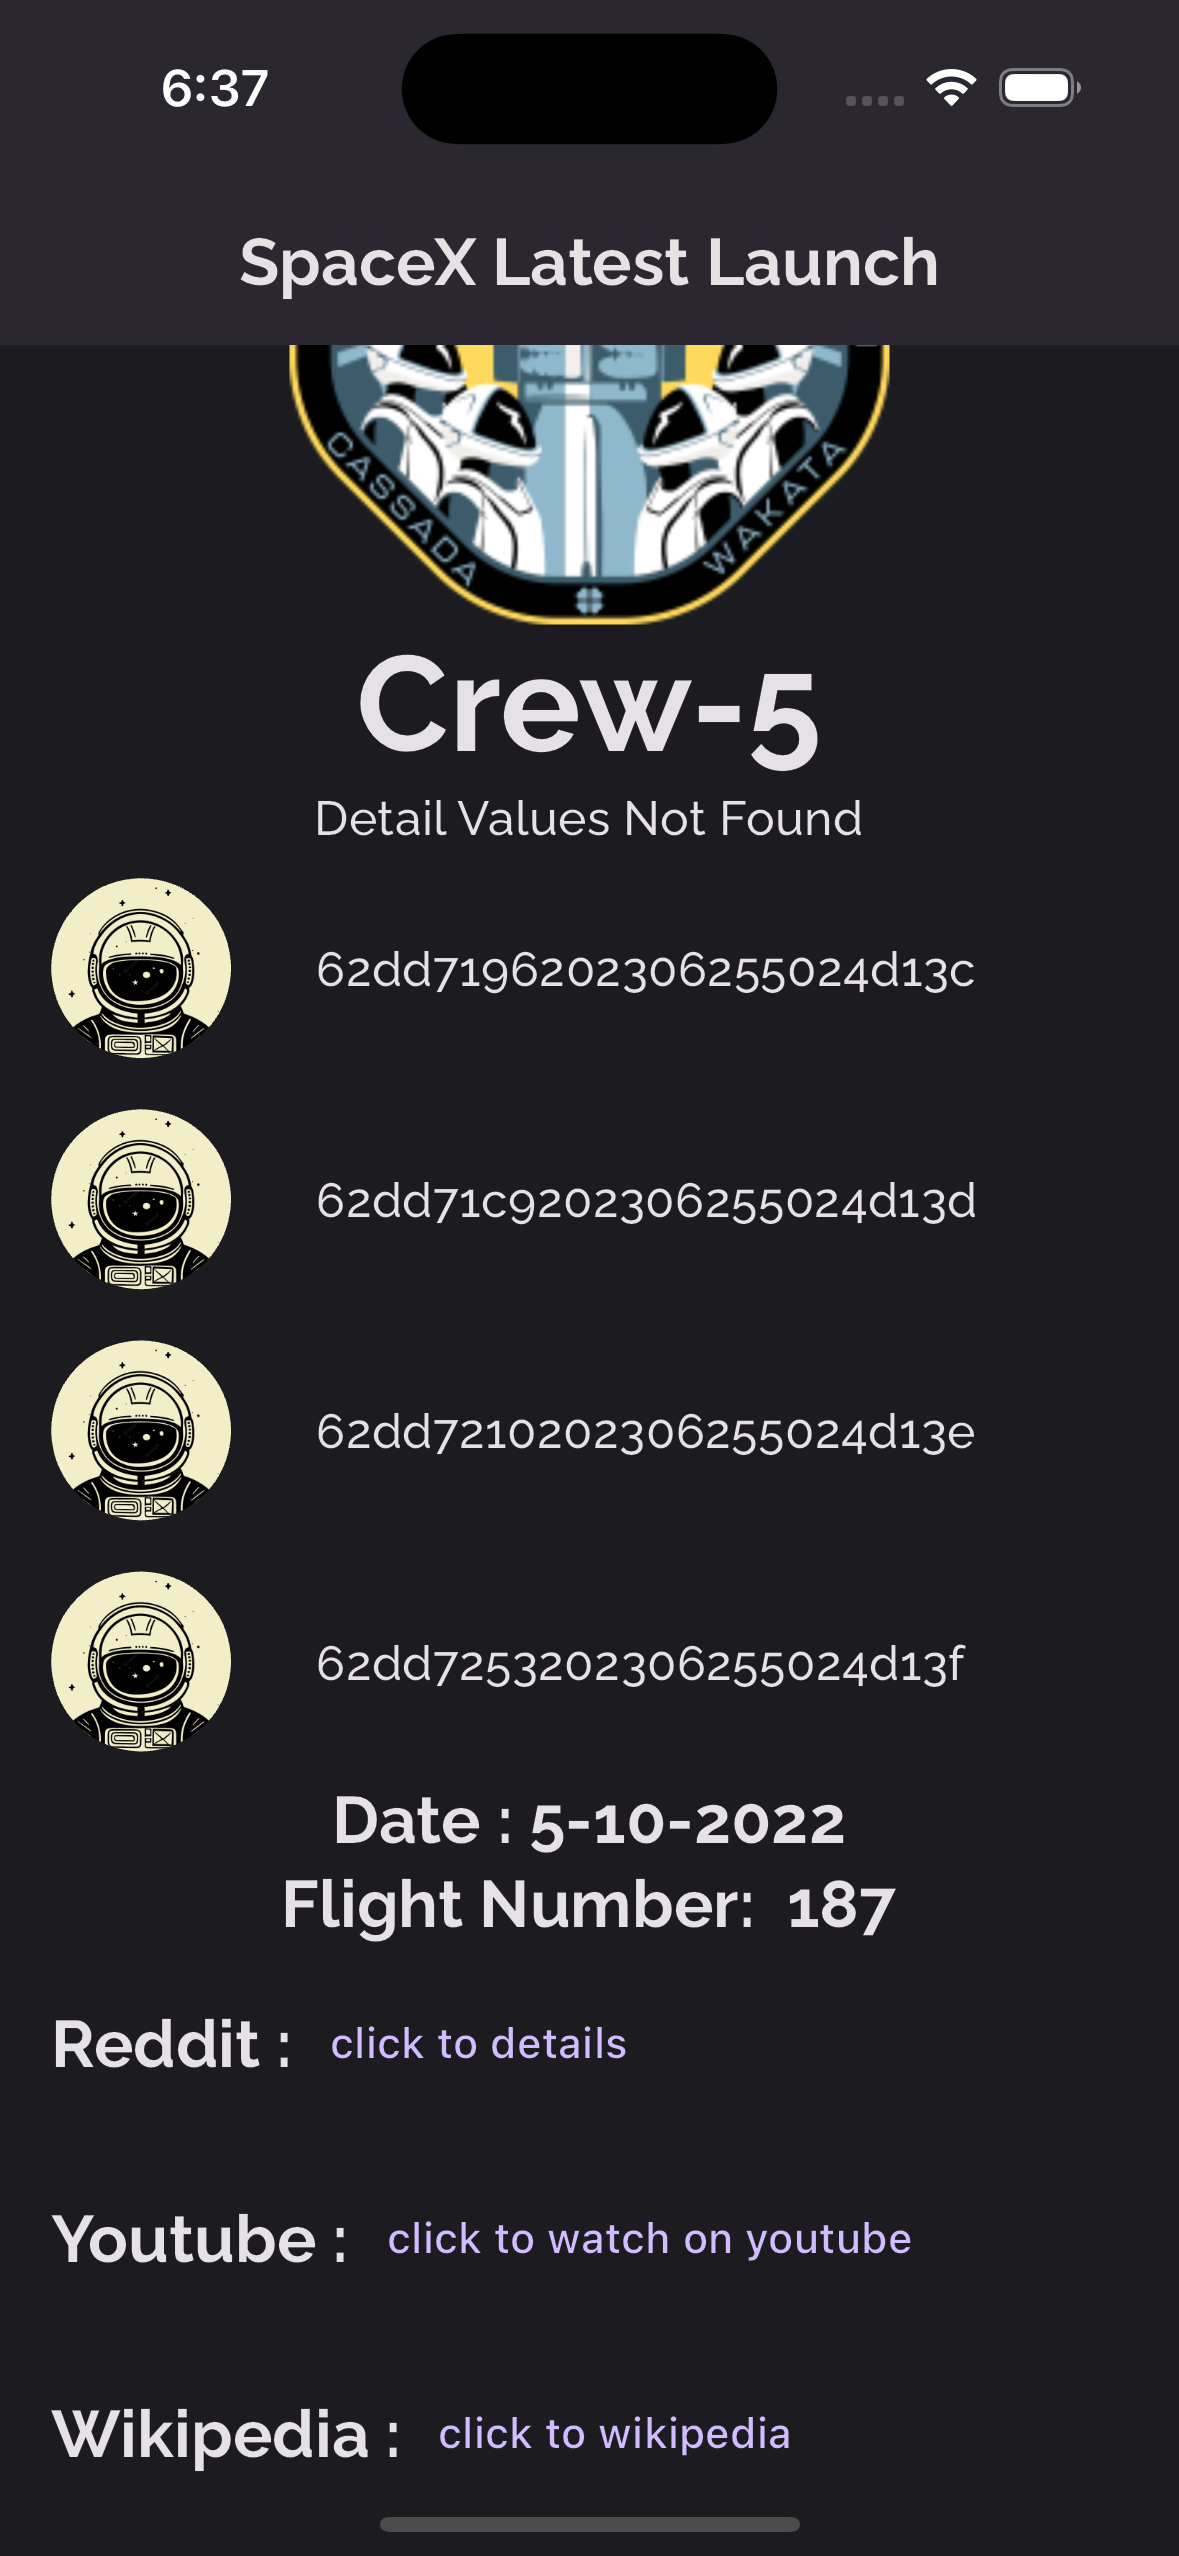 6:37
SpaceX Latest Launch
CASSADA
WAKATA
Crew-5
Detail Values Not Found
62dd7196202306255024d13c
62dd71c9202306255024d13d
62dd7210202306255024d13e
62dd7253202306255024d13f
Date : 5-10-2022
Flight Number:  187
Reddit : click to details
Youtube : click to watch on youtube
Wikipedia : click to wikipedia